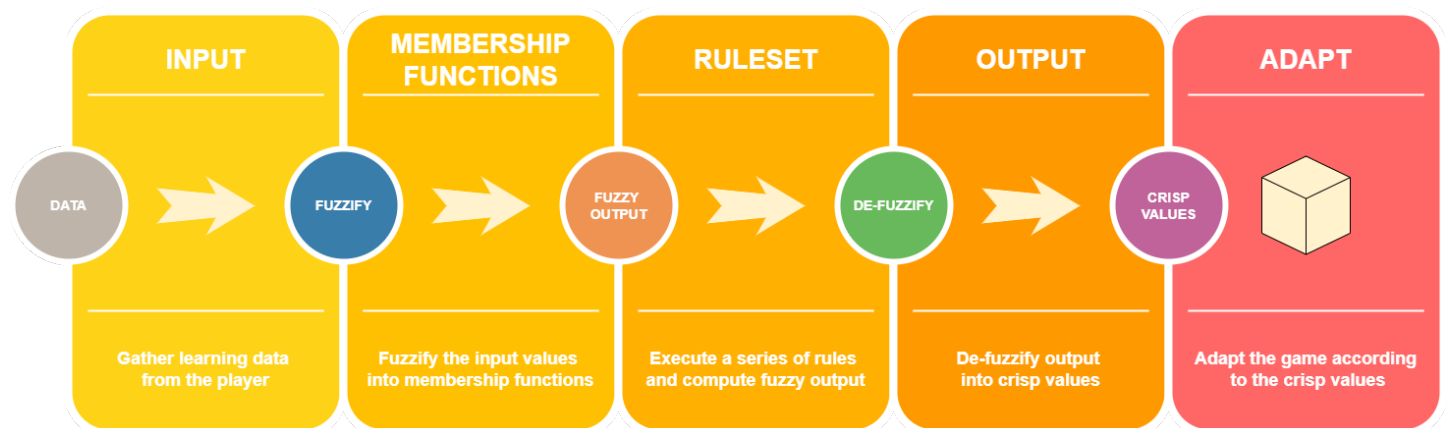 INPUT
MEMBERSHIP
FUNCTIONS
RULESET
OUTPUT
ADAPT
DATA
FUZZIFY
FUZZY
OUTPUT
DE-FUZZIFY
CRISP
VALUES
Gather learning data
from the player
Fuzzify the input values
into membership functions
Execute a series of rules
and compute fuzzy output
De-fuzzify output
into crisp values
Adapt the game according
to the crisp values